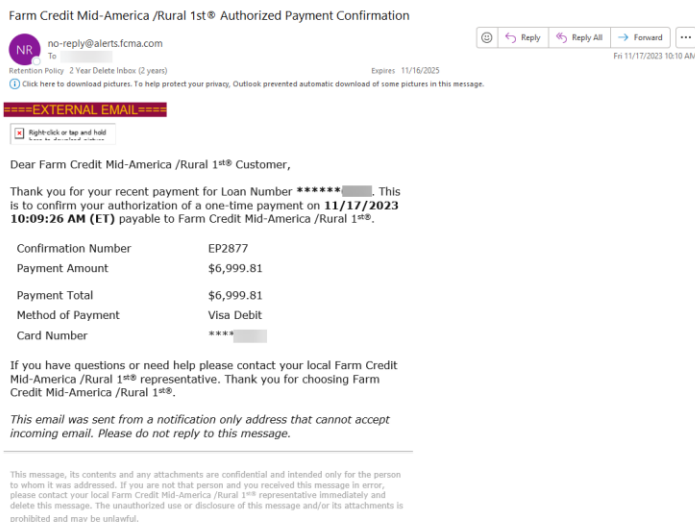 Farm Credit Mid-America /Rural 1st® Authorized Payment Confirmation
NR
no-reply@alerts.fcma.com
To
Reply
Reply All
Forward
Fri 11/17/2023 10:10 AM
Retention Policy 2 Year Delete Inbox (2 years)
Expires 11/16/2025
Click here to download pictures. To help protect your privacy, Outlook prevented automatic download of some pictures in this message.
====EXTERNAL EMAIL====
Right-click or tap and hold
here to download picture
Dear Farm Credit Mid-America /Rural 1st® Customer,
Thank you for your recent payment for Loan Number ****** . This
is to confirm your authorization of a one-time payment on 11/17/2023
10:09:26 AM (ET) payable to Farm Credit Mid-America /Rural 1st®.
Confirmation Number EP2877
Payment Amount $6,999.81
Payment Total $6,999.81
Method of Payment Visa Debit
Card Number ****
If you have questions or need help please contact your local Farm Credit
Mid-America /Rural 1st® representative. Thank you for choosing Farm
Credit Mid-America /Rural 1st®.
This email was sent from a notification only address that cannot accept
incoming email. Please do not reply to this message.
This message, its contents and any attachments are confidential and intended only for the person
to whom it was addressed. If you are not that person and you received this message in error,
please contact your local Farm Credit Mid-America /Rural 1st® representative immediately and
delete this message. The unauthorized use or disclosure of this message and/or its attachments is
prohibited and may be unlawful.